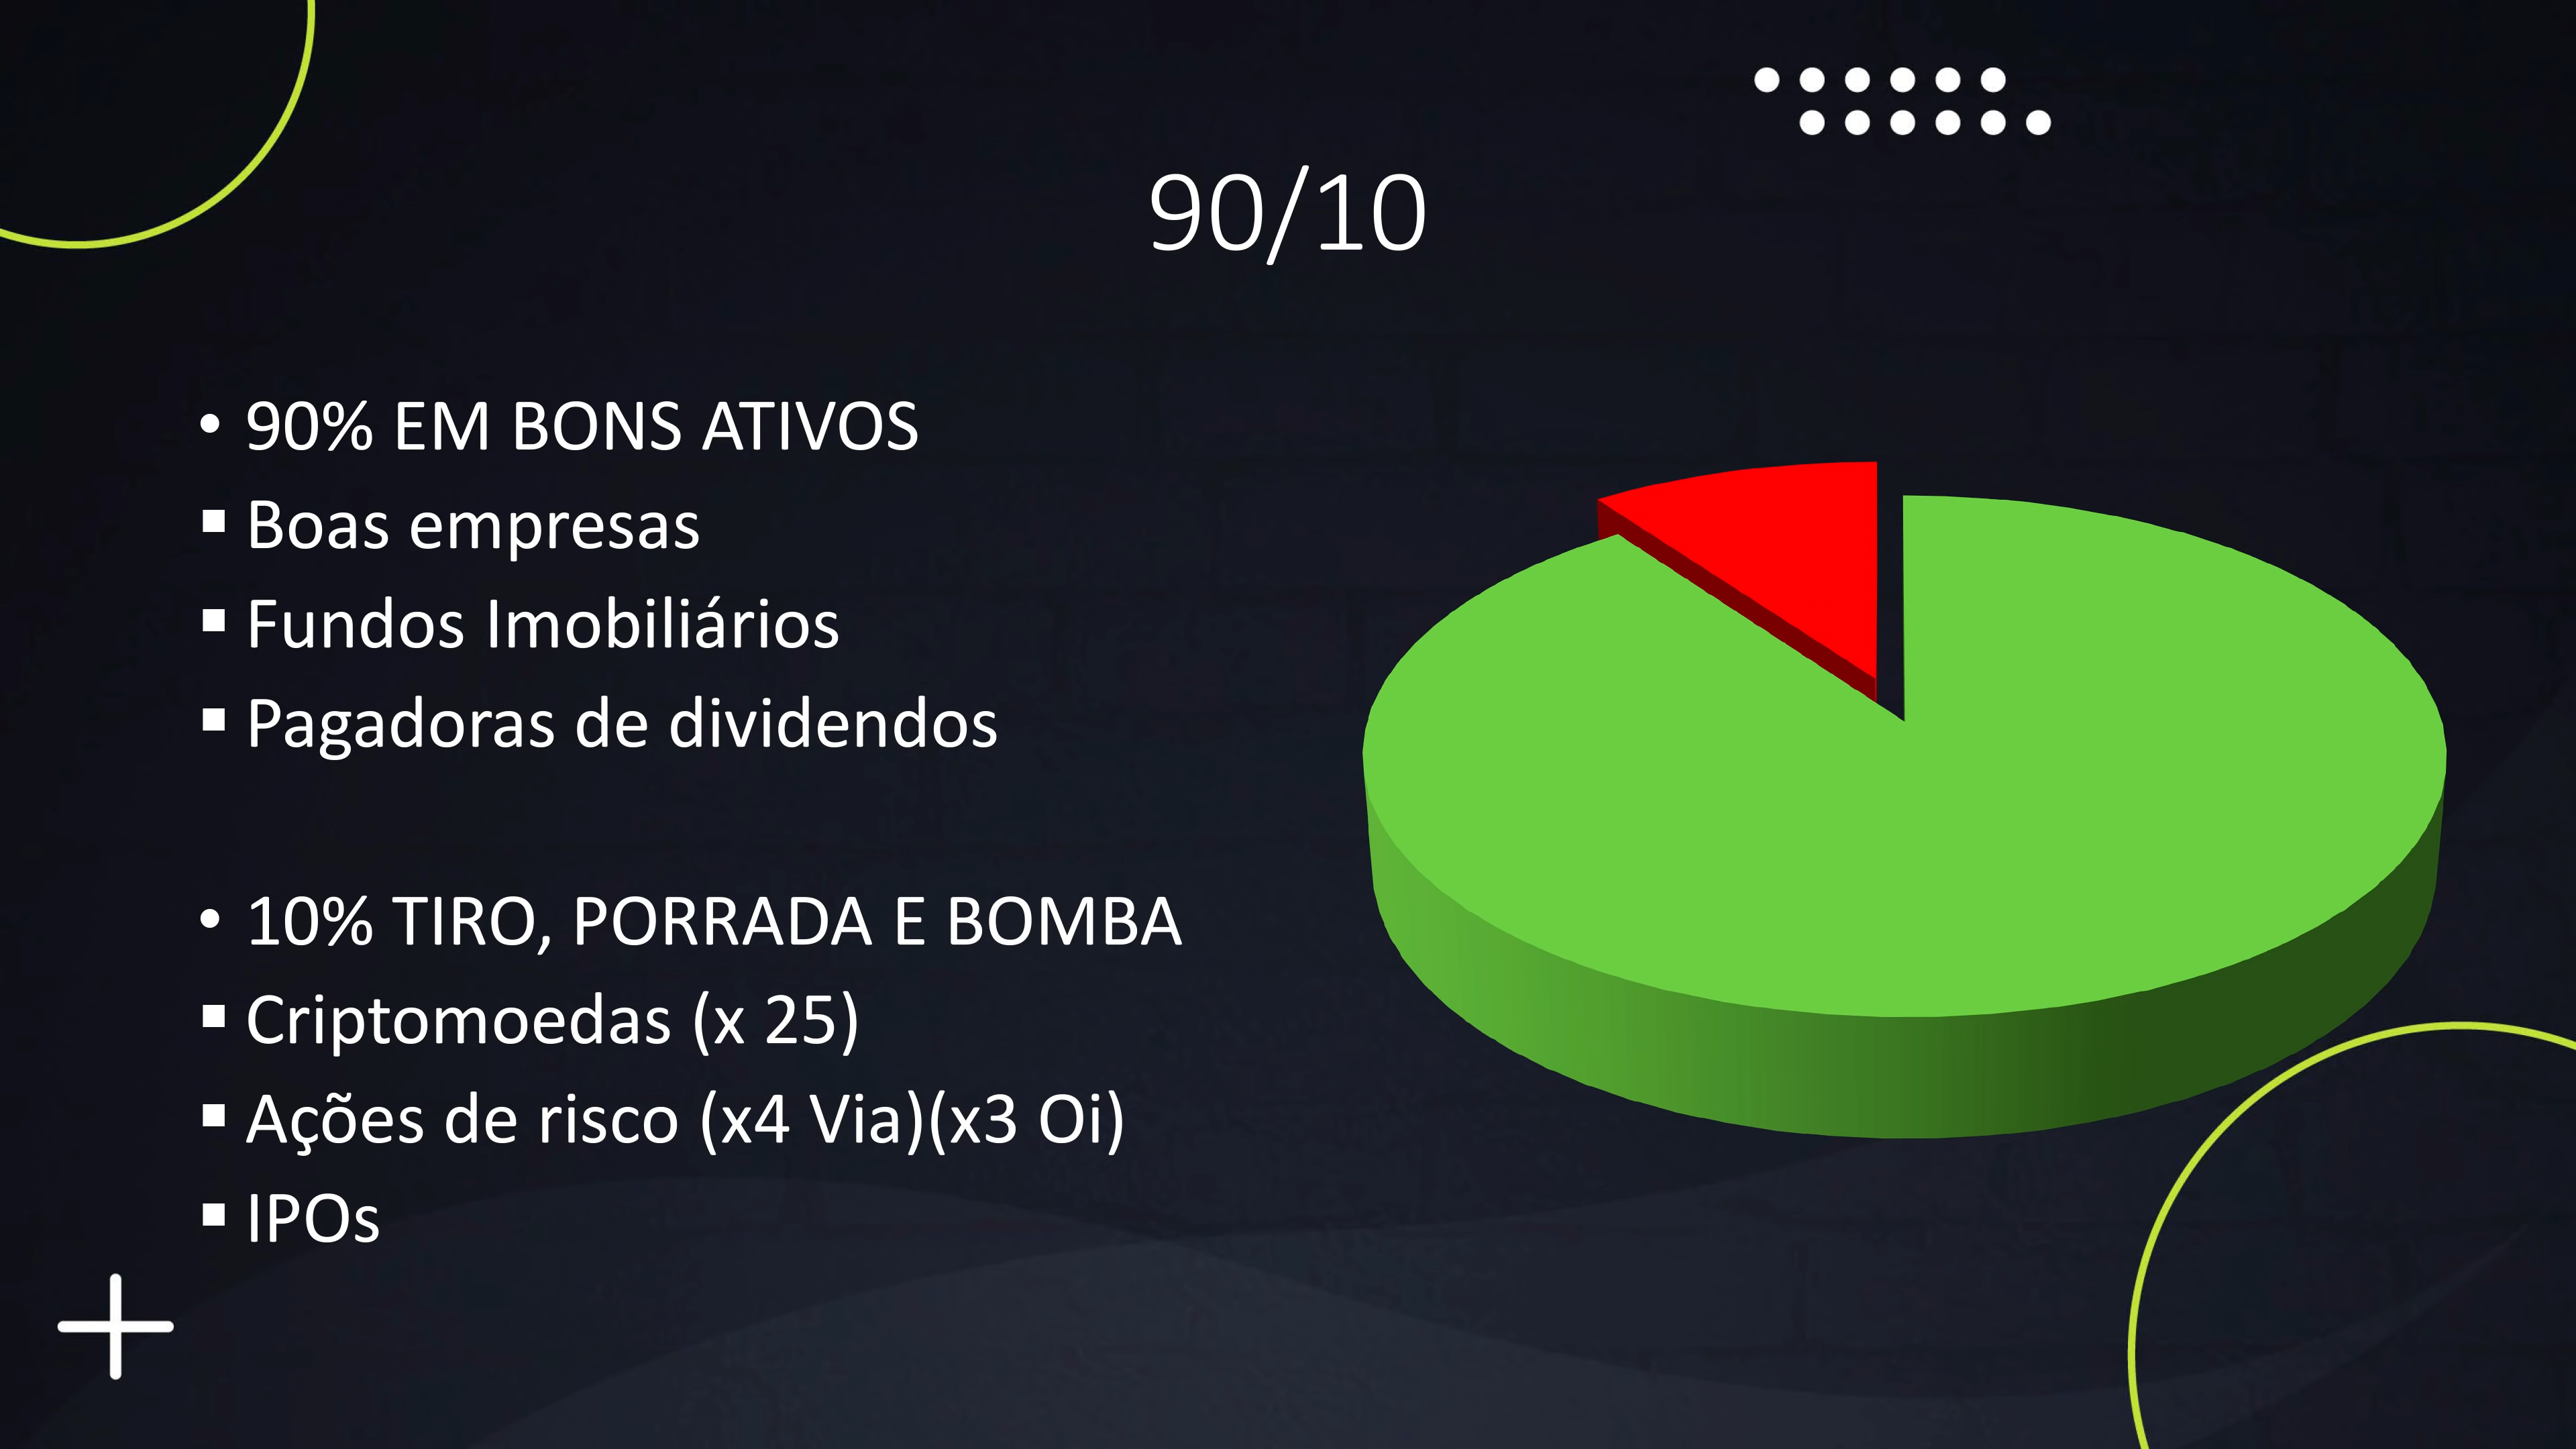 90/10
• 90% EM BONS ATIVOS
▪ Boas empresas
▪ Fundos Imobiliários
▪ Pagadoras de dividendos
• 10% TIRO, PORRADA E BOMBA
▪ Criptomoedas (x 25)
▪ Ações de risco (x4 Via)(x3 Oi)
▪ IPOs